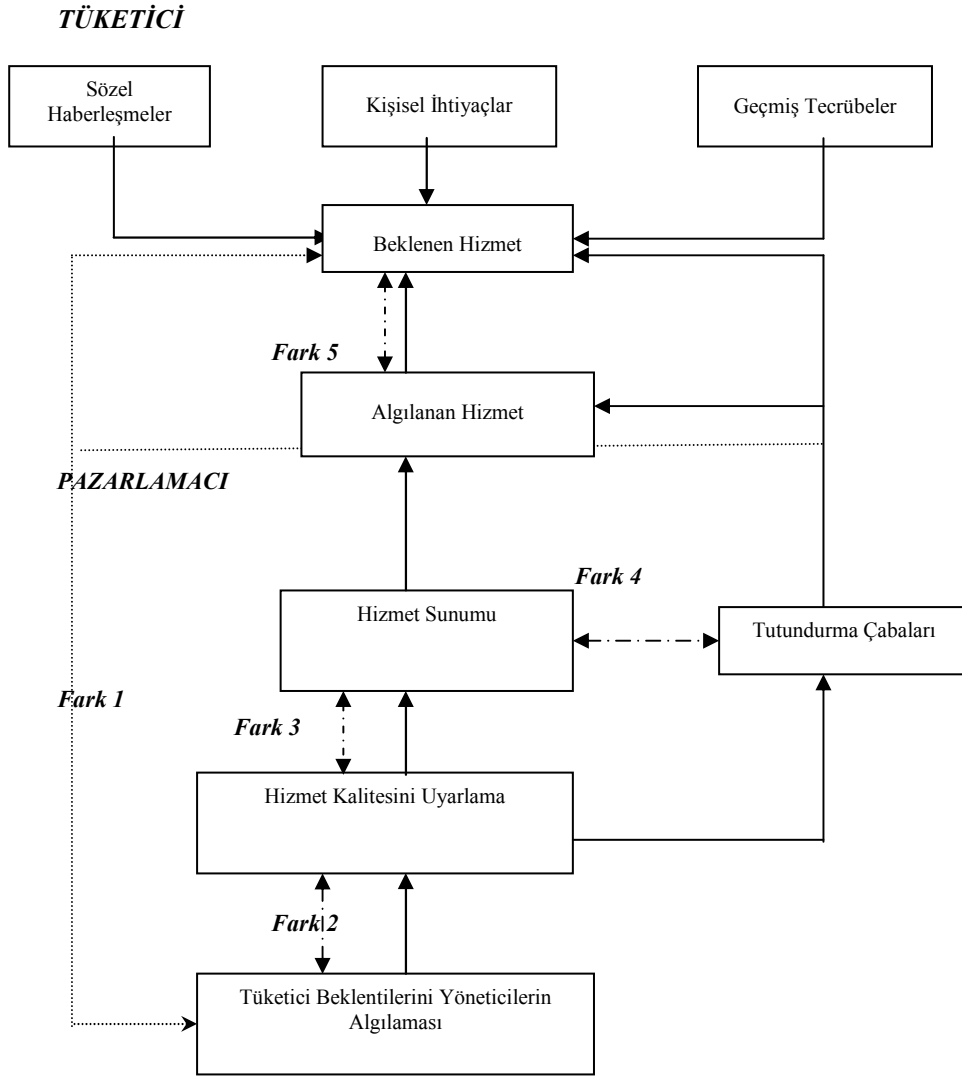 TÜKETİCİ
Sözel
Haberleşmeler
Kişisel İhtiyaçlar
Geçmiş Tecrübeler
Beklenen Hizmet
Fark 5
Algılanan Hizmet
PAZARLAMACI
Fark 4
Hizmet Sunumu
Tutundurma Çabaları
Fark 1
Fark 3
Hizmet Kalitesini Uyarlama
Fark 2
Tüketici Beklentilerini Yöneticilerin
Algılaması